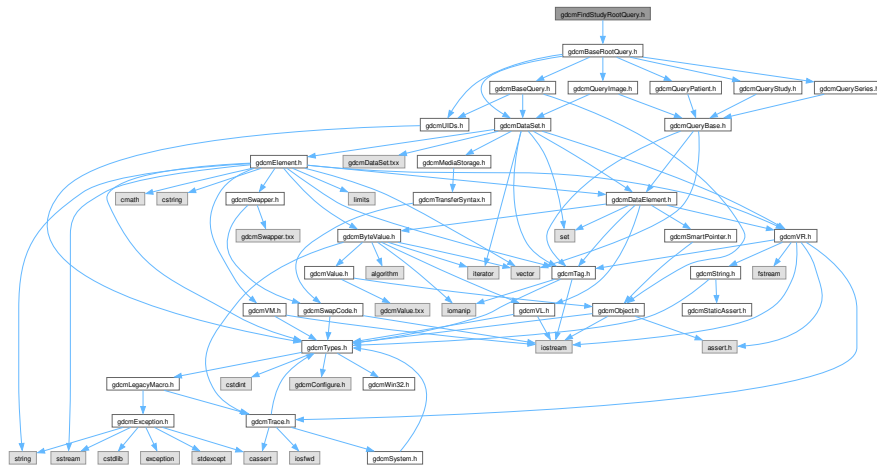 gdcmFindStudyRootQuery.h
gdcmBaseRootQuery.h
gdcmBaseQuery.h
gdcmQueryImage.h
gdcmQueryPatient.h
gdcmQueryStudy.h
gdcmQuerySeries.h
gdcmUIDs.h
gdcmDataSet.h
gdcmQueryBase.h
gdcmElement.h
gdcmDataSet.txx
gdcmMediaStorage.h
cmath
cstring
gdcmSwapper.h
limits
gdcmTransferSyntax.h
gdcmDataElement.h
gdcmSwapper.txx
gdcmByteValue.h
set
gdcmSmartPointer.h
gdcmVR.h
gdcmValue.h
algorithm
iterator
vector
gdcmTag.h
gdcmString.h
fstream
gdcmVM.h
gdcmSwapCode.h
gdcmValue.txx
iomanip
gdcmVL.h
gdcmObject.h
gdcmStaticAssert.h
gdcmTypes.h
iostream
assert.h
gdcmLegacyMacro.h
cstdint
gdcmConfigure.h
gdcmWin32.h
gdcmException.h
gdcmTrace.h
string
sstream
cstdlib
exception
stdexcept
cassert
iosfwd
gdcmSystem.h